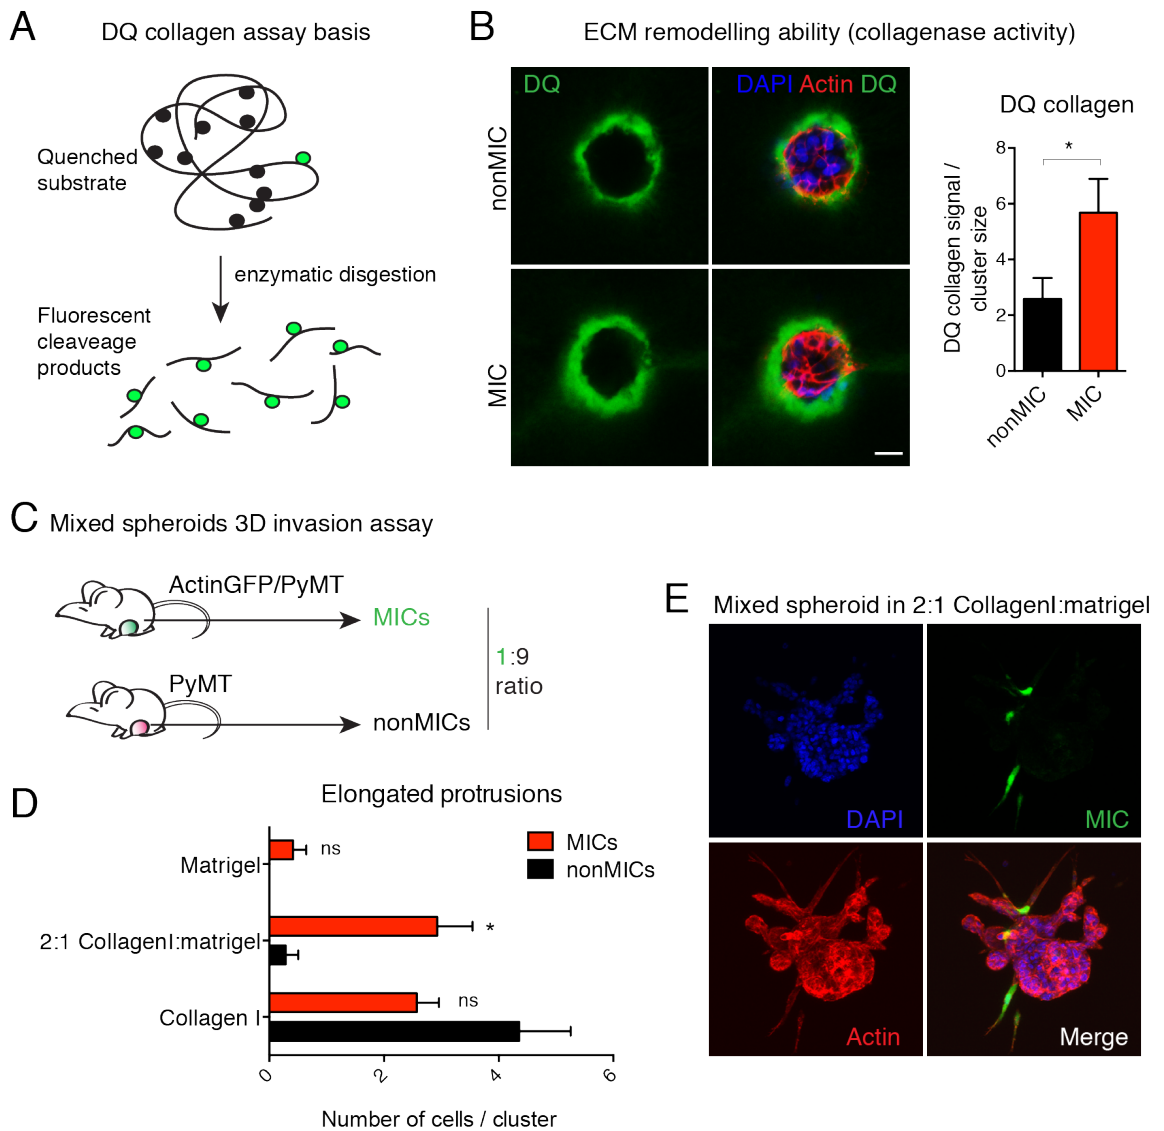 A
DQ collagen assay basis
Quenched
substrate
enzymatic disgestion
Fluorescent
cleaveage
products
B
ECM remodelling ability (collagenase activity)
DQ
DAPI Actin DQ
nonMIC
MIC
DQ collagen
DQ collagen signal /
cluster size
8
6
4
2
0
*
nonMIC
MIC
C
Mixed spheroids 3D invasion assay
ActinGFP/PyMT
MICs
PyMT
nonMICs
1:9
ratio
D
Elongated protrusions
MICs
nonMICs
Matrigel
ns
2:1 CollagenI:matrigel
*
Collagen I
ns
0
2
4
6
Number of cells / cluster
E
Mixed spheroid in 2:1 CollagenI:matrigel
DAPI
MIC
Actin
Merge